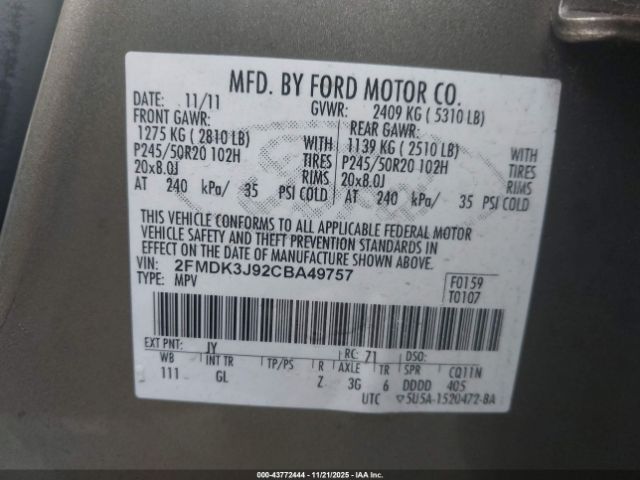 MFD. BY FORD MOTOR CO.
DATE: 11/11 GVWR: 2409 KG ( 5310 LB)
FRONT GAWR: REAR GAWR:
1275 KG ( 2810 LB) WITH 1139 KG ( 2510 LB) WITH
P245/50R20 102H TIRES P245/50R20 102H TIRES
20x8.0J RIMS 20x8.0J RIMS
AT 240 kPa/ 35 PSI COLD AT 240 kPa/ 35 PSI COLD
THIS VEHICLE CONFORMS TO ALL APPLICABLE FEDERAL MOTOR
VEHICLE SAFETY AND THEFT PREVENTION STANDARDS IN
EFFECT ON THE DATE OF MANUFACTURE SHOWN ABOVE.
VIN: 2FMDK3J92CBA49757 F0159
TYPE: MPV T0107
EXT PNT: JY RC: 71 DSO:
WB INT TR TP/PS R AXLE TR SPR CQ11N
111 GL Z 3G 6 DDDD 405
UTC ▽5U5A-1520472-BA
000-43772444 - 11/21/2025 - IAA Inc.